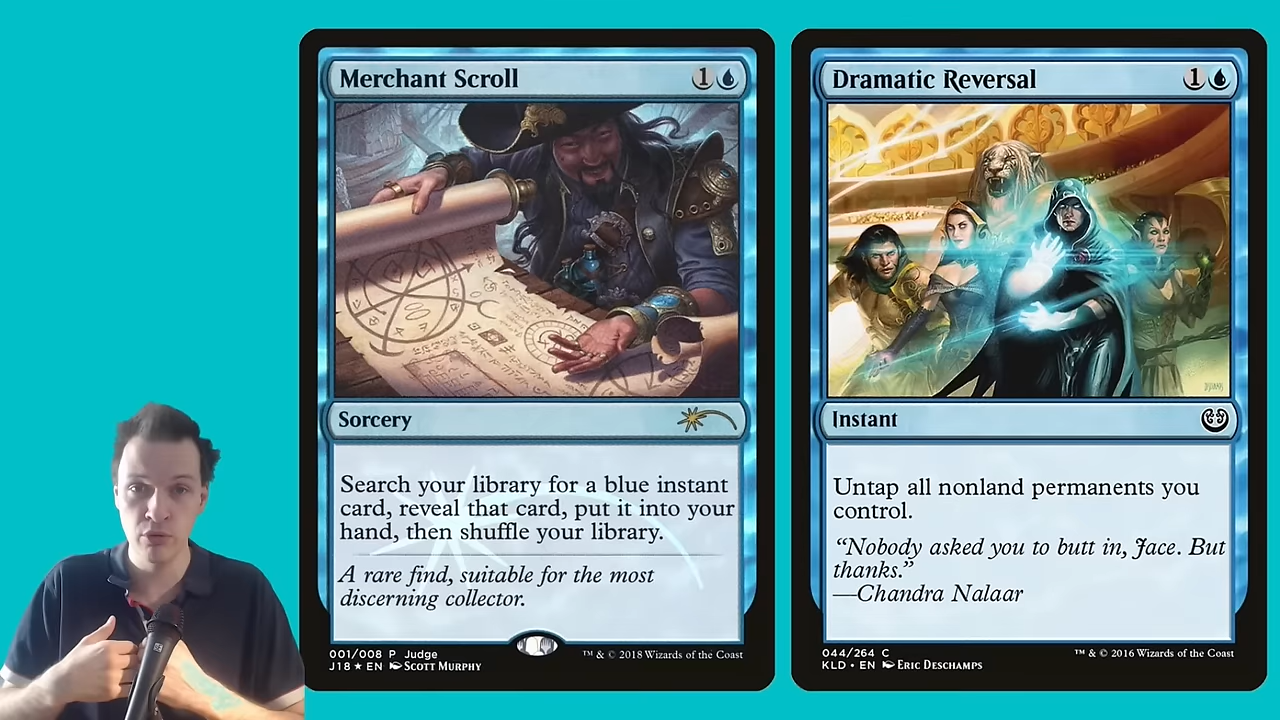 Merchant Scroll 1
Sorcery
Search your library for a blue instant
card, reveal that card, put it into your
hand, then shuffle your library.
A rare find, suitable for the most
discerning collector.
001/008 P Judge
J18 ★ EN Scott Murphy
™ & © 2018 Wizards of the Coast
Dramatic Reversal 1
Instant
Untap all nonland permanents you
control.
“Nobody asked you to butt in, Jace. But
thanks.”
—Chandra Nalaar
044/264 C
KLD • EN Eric Deschamps
™ & © 2016 Wizards of the Coast